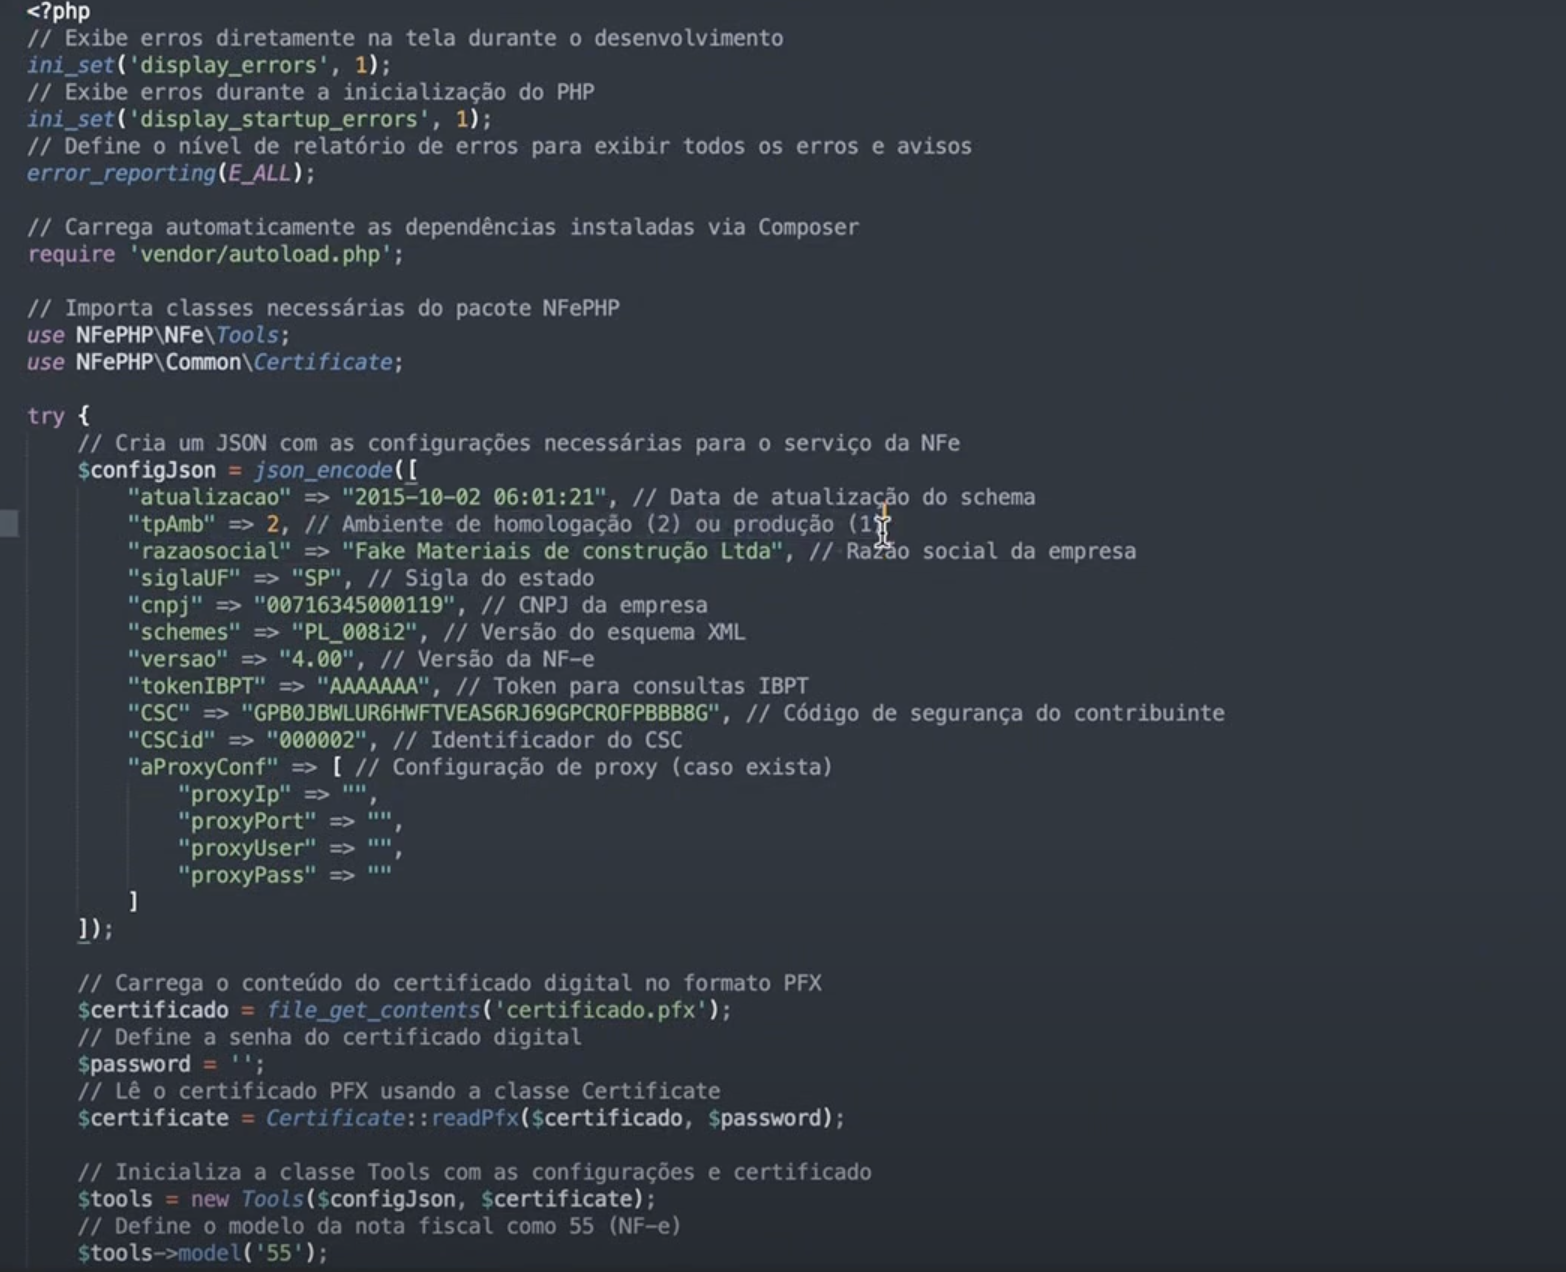 <?php
// Exibe erros diretamente na tela durante o desenvolvimento
ini_set('display_errors', 1);
// Exibe erros durante a inicialização do PHP
ini_set('display_startup_errors', 1);
// Define o nível de relatório de erros para exibir todos os erros e avisos
error_reporting(E_ALL);

// Carrega automaticamente as dependências instaladas via Composer
require 'vendor/autoload.php';

// Importa classes necessárias do pacote NFePHP
use NFePHP\NFe\Tools;
use NFePHP\Common\Certificate;

try {
    // Cria um JSON com as configurações necessárias para o serviço da NFe
    $configJson = json_encode([
        "atualizacao" => "2015-10-02 06:01:21", // Data de atualização do schema
        "tpAmb" => 2, // Ambiente de homologação (2) ou produção (1)
        "razaosocial" => "Fake Materiais de construção Ltda", // Razão social da empresa
        "siglaUF" => "SP", // Sigla do estado
        "cnpj" => "00716345000119", // CNPJ da empresa
        "schemes" => "PL_008i2", // Versão do esquema XML
        "versao" => "4.00", // Versão da NF-e
        "tokenIBPT" => "AAAAAAA", // Token para consultas IBPT
        "CSC" => "GPB0JBWLUR6HWFTVEAS6RJ69GPCROFPBBB8G", // Código de segurança do contribuinte
        "CSCid" => "000002", // Identificador do CSC
        "aProxyConf" => [ // Configuração de proxy (caso exista)
            "proxyIp" => "",
            "proxyPort" => "",
            "proxyUser" => "",
            "proxyPass" => ""
        ]
    ]);

    // Carrega o conteúdo do certificado digital no formato PFX
    $certificado = file_get_contents('certificado.pfx');
    // Define a senha do certificado digital
    $password = '';
    // Lê o certificado PFX usando a classe Certificate
    $certificate = Certificate::readPfx($certificado, $password);

    // Inicializa a classe Tools com as configurações e certificado
    $tools = new Tools($configJson, $certificate);
    // Define o modelo da nota fiscal como 55 (NF-e)
    $tools->model('55');